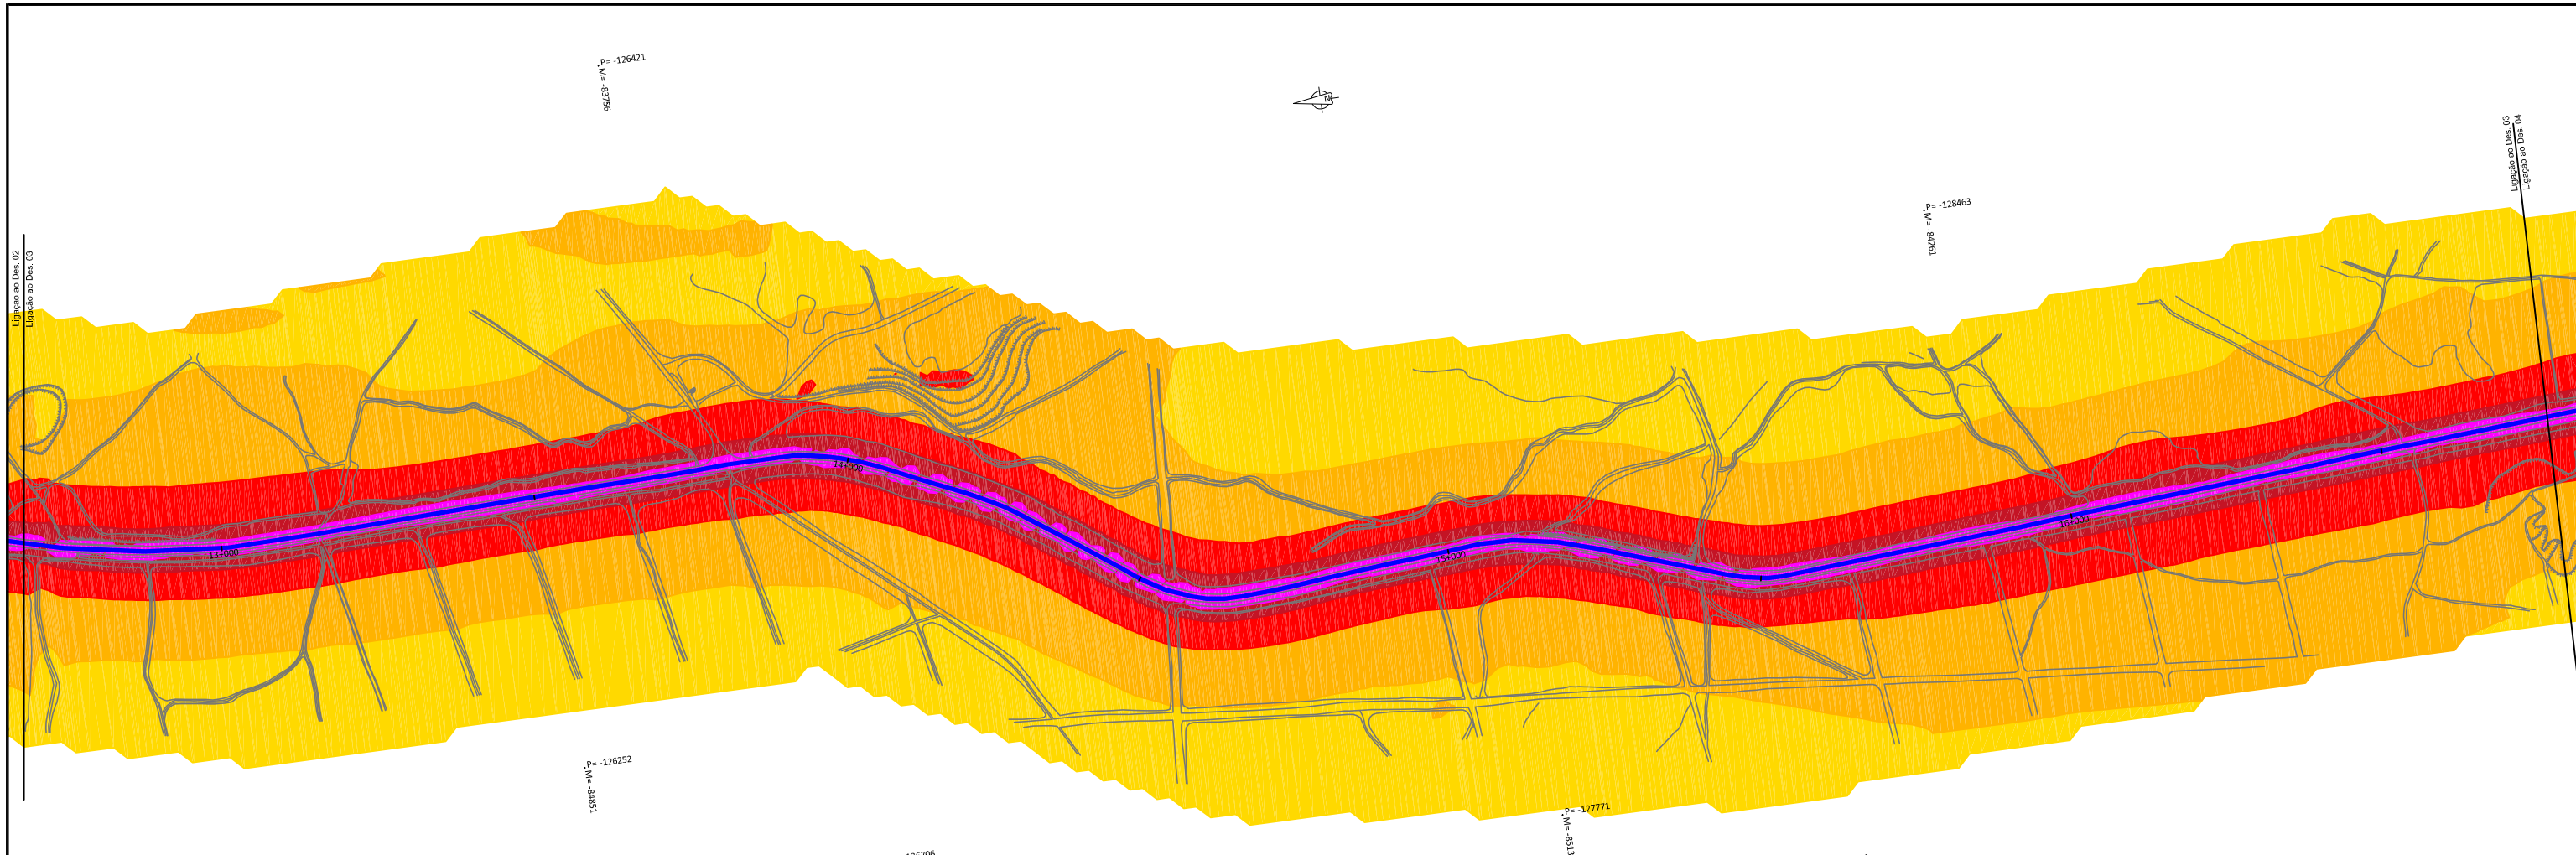 P= -126421
M= -83756
N
Ligação ao Des. 03
Ligação ao Des. 04
P= -128463
M= -84261
Ligação ao Des. 02
Ligação ao Des. 03
14+000
13+000
15+000
16+000
P= -126252
M= -84851
P= -127771
M= -8513